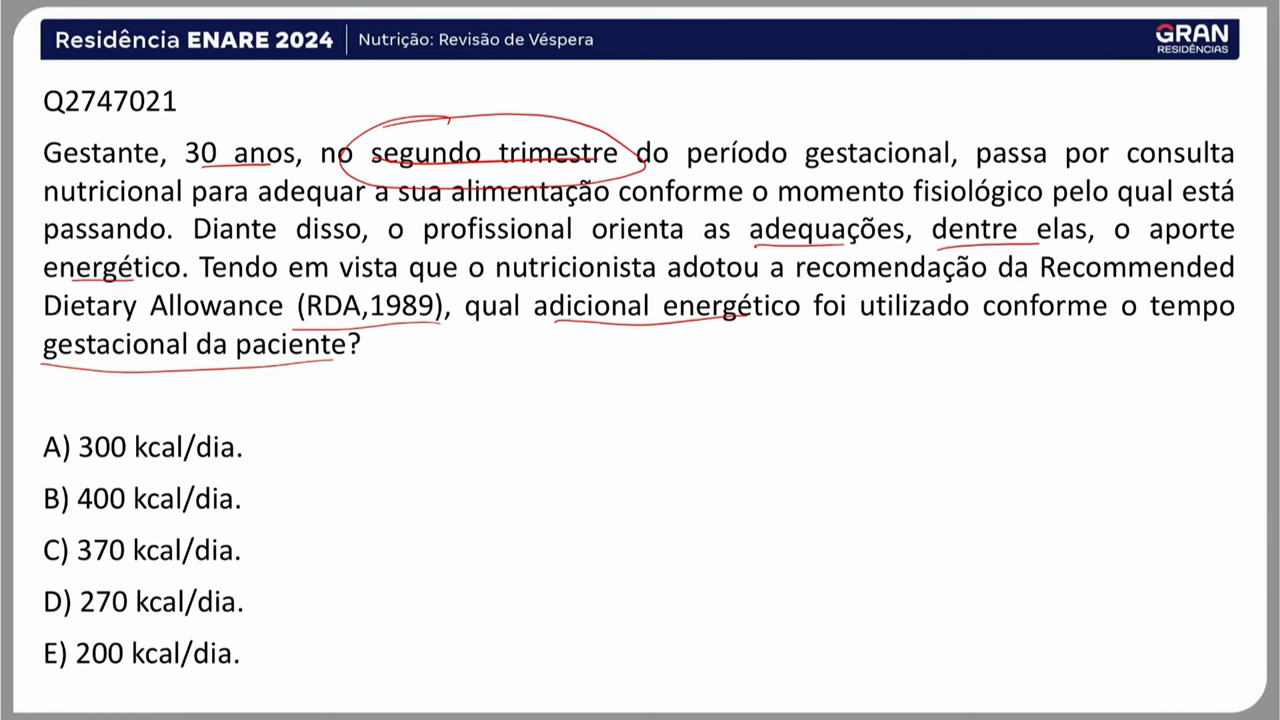 Residência ENARE 2024 | Nutrição: Revisão de Véspera
GRAN
RESIDÊNCIAS
Q2747021
Gestante, 30 anos, no segundo trimestre do período gestacional, passa por consulta
nutricional para adequar a sua alimentação conforme o momento fisiológico pelo qual está
passando. Diante disso, o profissional orienta as adequações, dentre elas, o aporte
energético. Tendo em vista que o nutricionista adotou a recomendação da Recommended
Dietary Allowance (RDA,1989), qual adicional energético foi utilizado conforme o tempo
gestacional da paciente?
A) 300 kcal/dia.
B) 400 kcal/dia.
C) 370 kcal/dia.
D) 270 kcal/dia.
E) 200 kcal/dia.